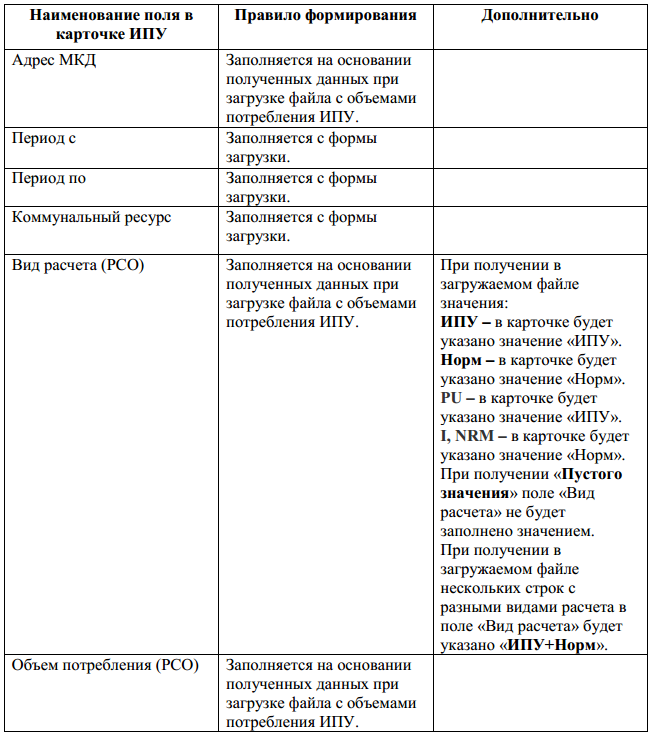 Наименование поля в
карточке ИПУ
Правило формирования
Дополнительно
Адрес МКД
Заполняется на основании
полученных данных при
загрузке файла с объемами
потребления ИПУ.
Период с
Заполняется с формы
загрузки.
Период по
Заполняется с формы
загрузки.
Коммунальный ресурс
Заполняется с формы
загрузки.
Вид расчета (РСО)
Заполняется на основании
полученных данных при
загрузке файла с объемами
потребления ИПУ.
При получении в
загружаемом файле
значения:
ИПУ – в карточке будет
указано значение «ИПУ».
Норм – в карточке будет
указано значение «Норм».
PU – в карточке будет
указано значение «ИПУ».
I, NRM – в карточке будет
указано значение «Норм».
При получении «Пустого
значения» поле «Вид
расчета» не будет
заполнено значением.
При получении в
загружаемом файле
нескольких строк с
разными видами расчета в
поле «Вид расчета» будет
указано «ИПУ+Норм».
Объем потребления (РСО)
Заполняется на основании
полученных данных при
загрузке файла с объемами
потребления ИПУ.